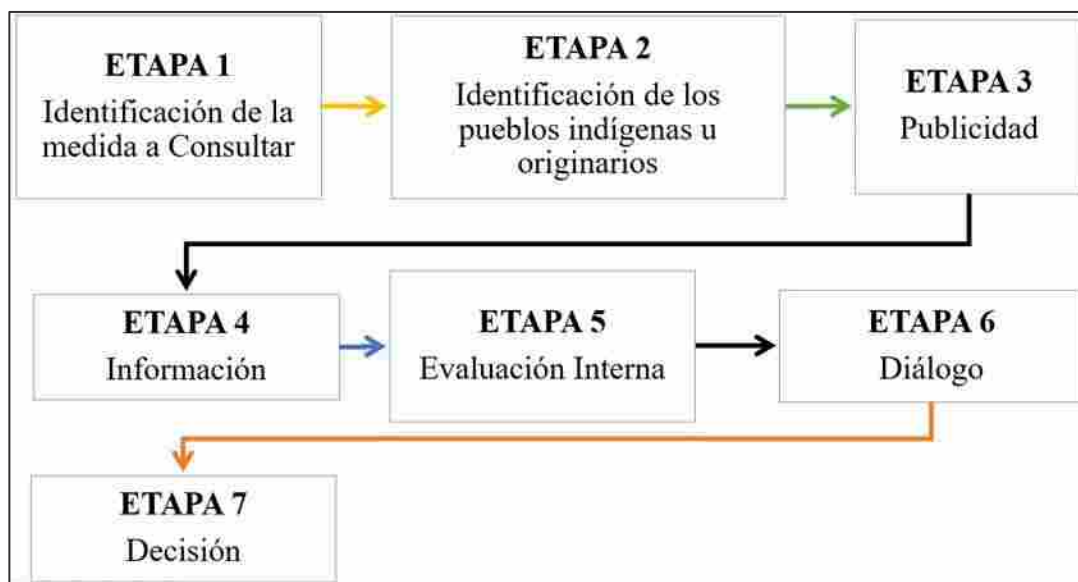 ETAPA 1
Identificación de la
medida a Consultar
ETAPA 2
Identificación de los
pueblos indígenas u
originarios
ETAPA 3
Publicidad
ETAPA 4
Información
ETAPA 5
Evaluación Interna
ETAPA 6
Diálogo
ETAPA 7
Decisión